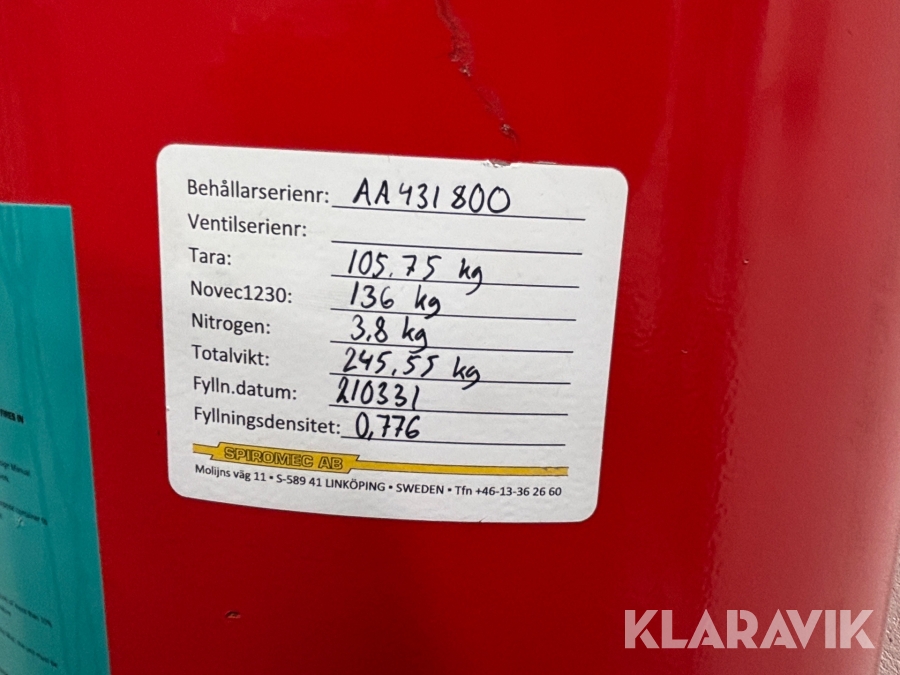 Behållarserienr: AA431800
Ventilserienr:
Tara: 105,75 kg
Novec1230: 136 kg
Nitrogen: 3,8 kg
Totalvikt: 245,55 kg
Fylln.datum: 210331
Fyllningsdensitet: 0,776
SPIROMEC AB
Molijns väg 11 • S-589 41 LINKÖPING • SWEDEN • Tfn +46-13-36 26 60
KLARAVIK